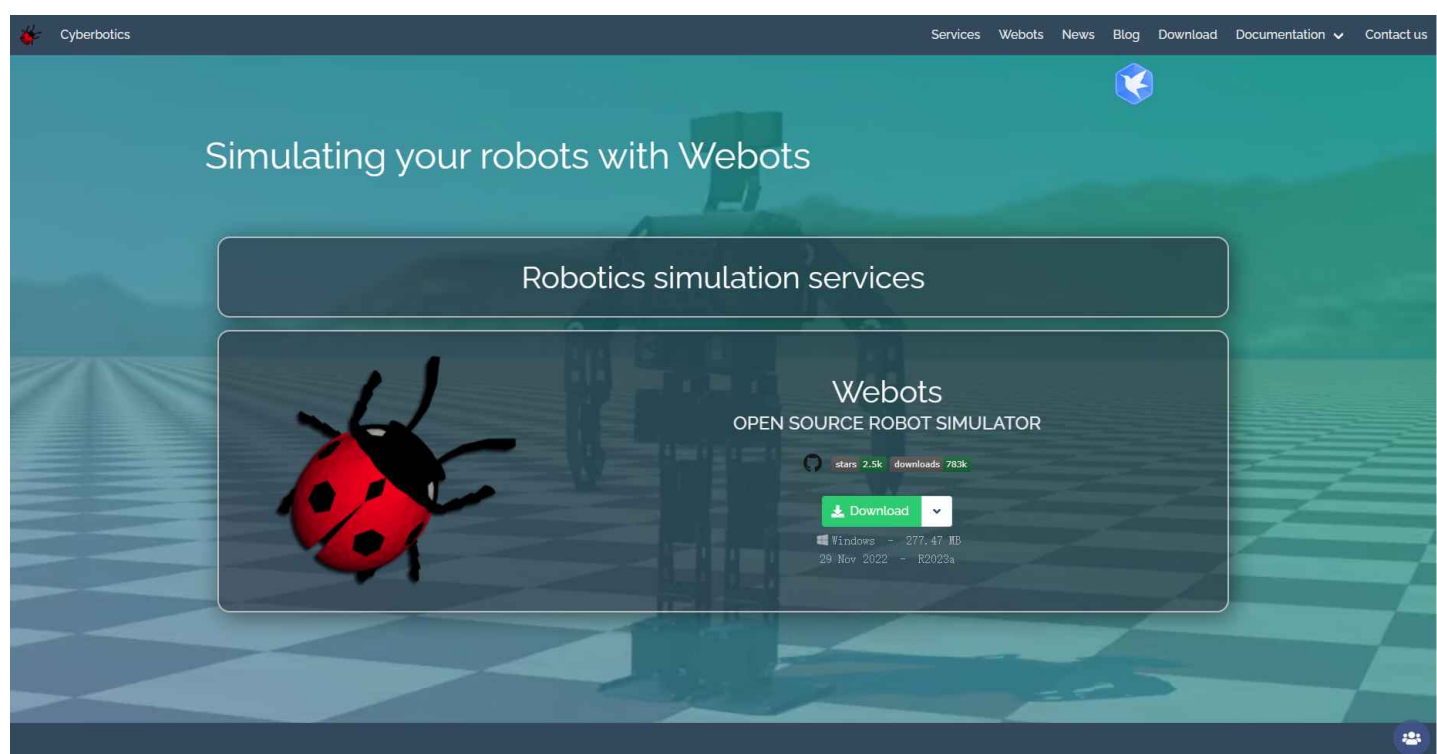 Cyberbotics Services Webots News Blog Download Documentation Contact us
Simulating your robots with Webots
Robotics simulation services
Webots
OPEN SOURCE ROBOT SIMULATOR
stars 2.5k downloads 783k
Download
Windows - 277.47 MB
29 Nov 2022 - R2023a